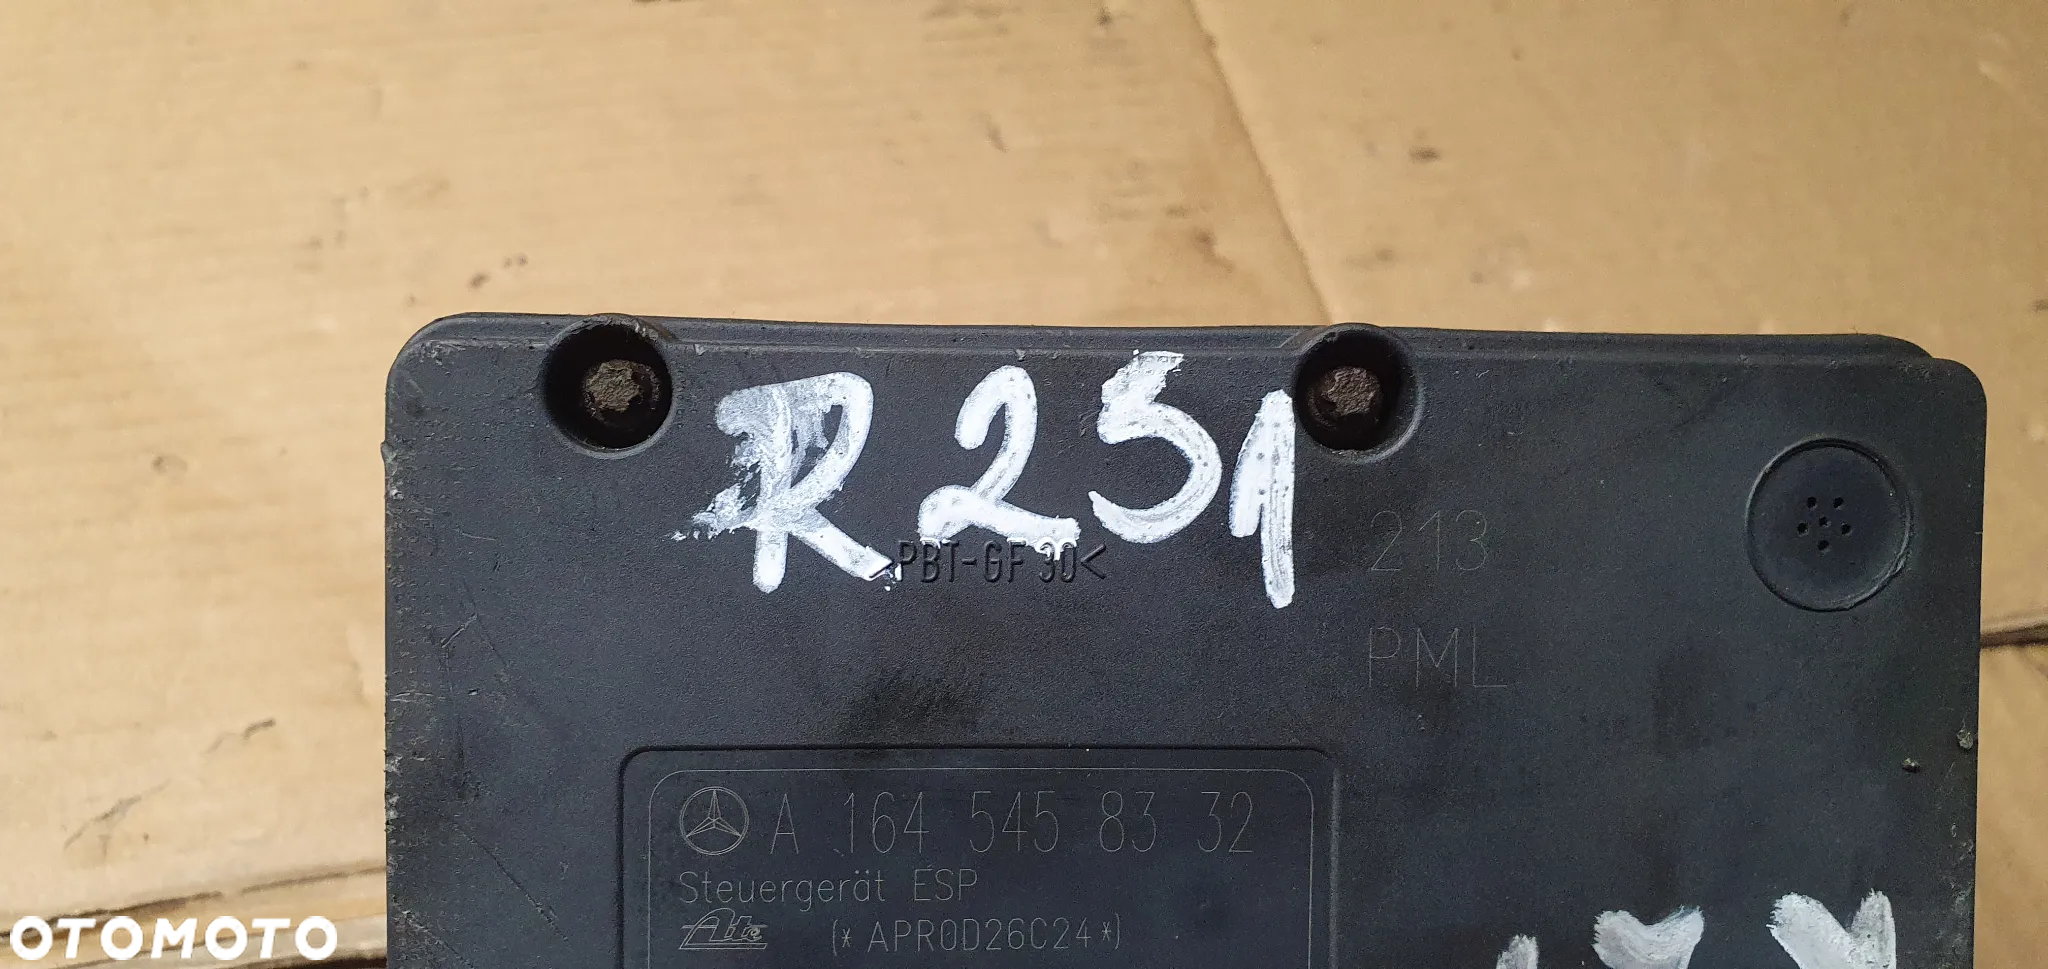 R251
>PBT-GF30<
213
PML
A 164 545 83 32
Steuergerät ESP
Ate (* APR0D26C24*)
OTOMOTO